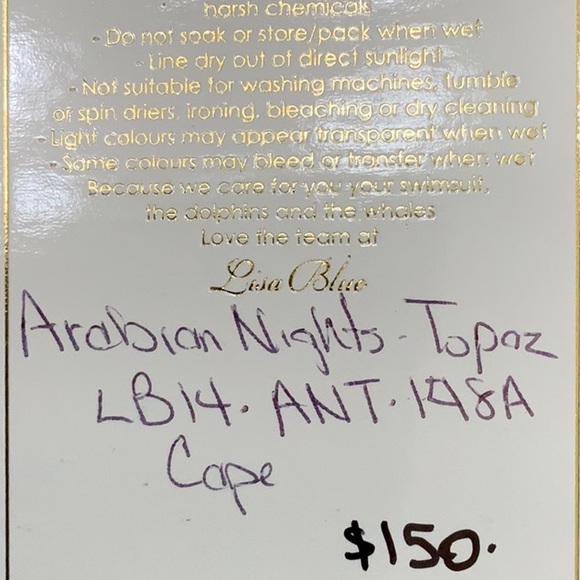 harsh chemicals
- Do not soak or store/pack when wet
- Line dry out of direct sunlight
- Not suitable for washing machines, tumble
or spin driers, ironing, bleaching or dry cleaning
- Light colours may appear transparent when wet
- Some colours may bleed or transfer when wet
Because we care for you your swimsuit,
the dolphins and the whales
Love the team at
Lisa Blue
Arabian Nights - Topaz
LB14. ANT. 198A
Cape
$150.